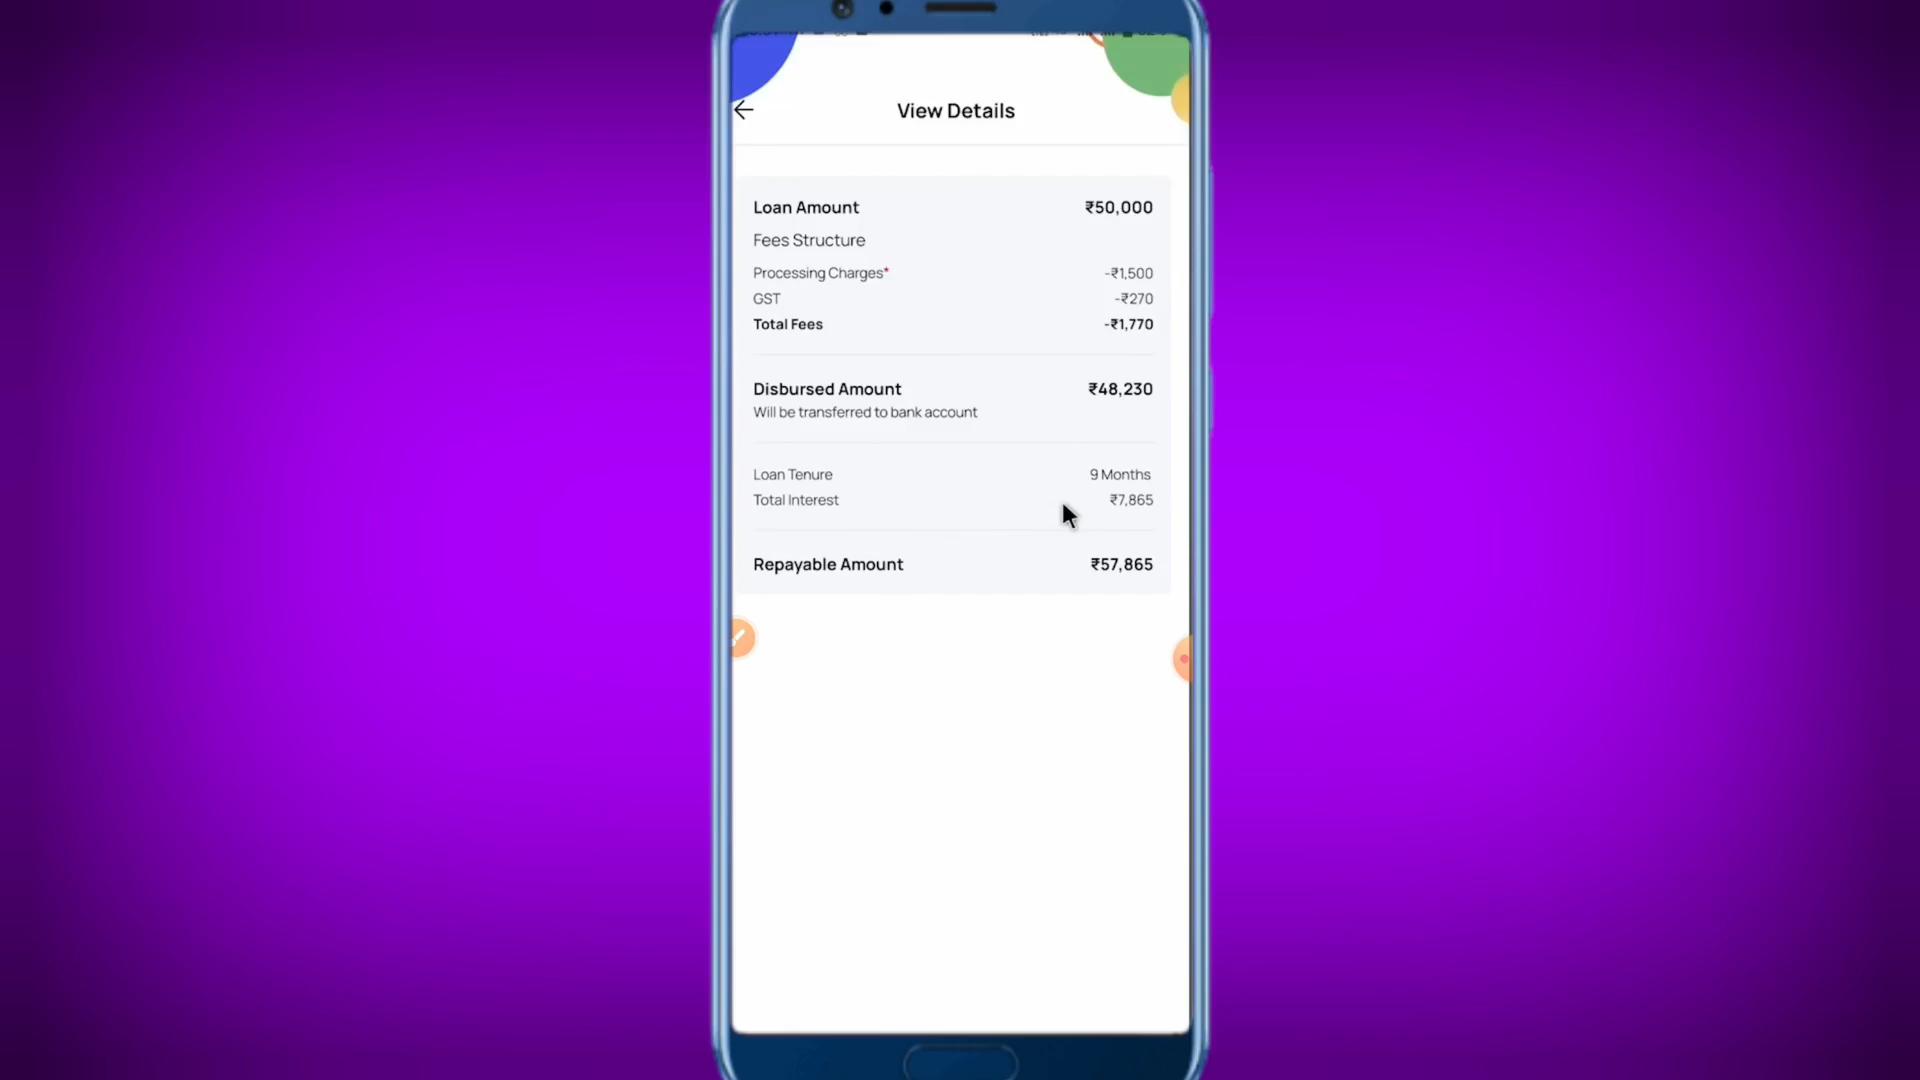 View Details
Loan Amount ₹50,000
Fees Structure
Processing Charges* -₹1,500
GST -₹270
Total Fees -₹1,770
Disbursed Amount ₹48,230
Will be transferred to bank account
Loan Tenure 9 Months
Total Interest ₹7,865
Repayable Amount ₹57,865